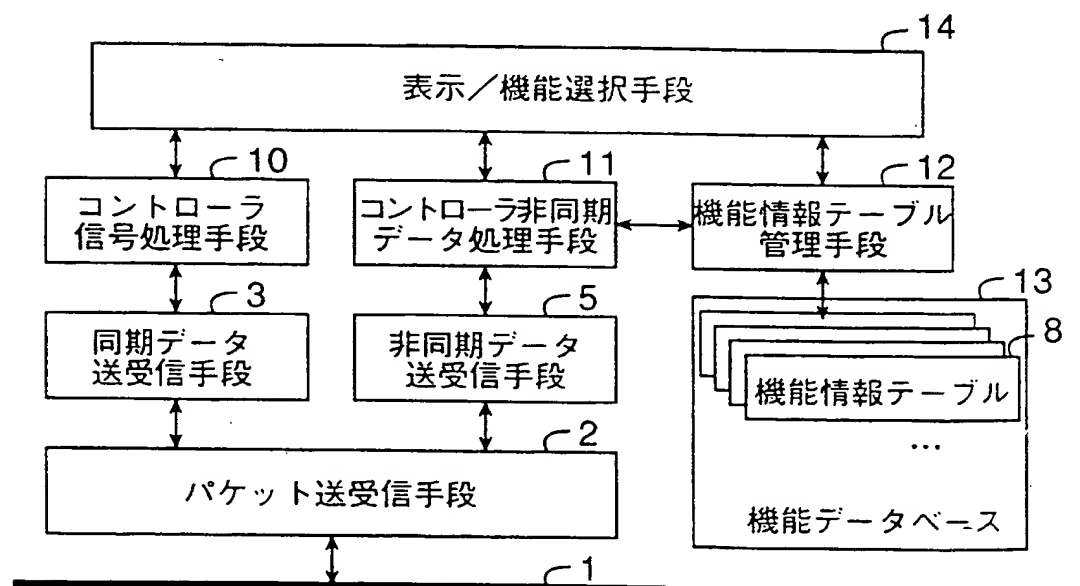 14
表示／機能選択手段
10
コントローラ
信号処理手段
11
コントローラ非同期
データ処理手段
12
機能情報テーブル
管理手段
3
同期データ
送受信手段
5
非同期データ
送受信手段
13
8
機能情報テーブル
…
機能データベース
2
パケット送受信手段
1